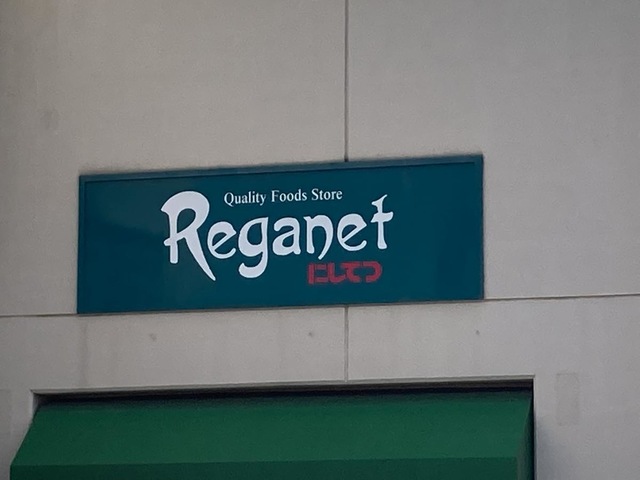 Quality Foods Store
Reganet
にしてつ